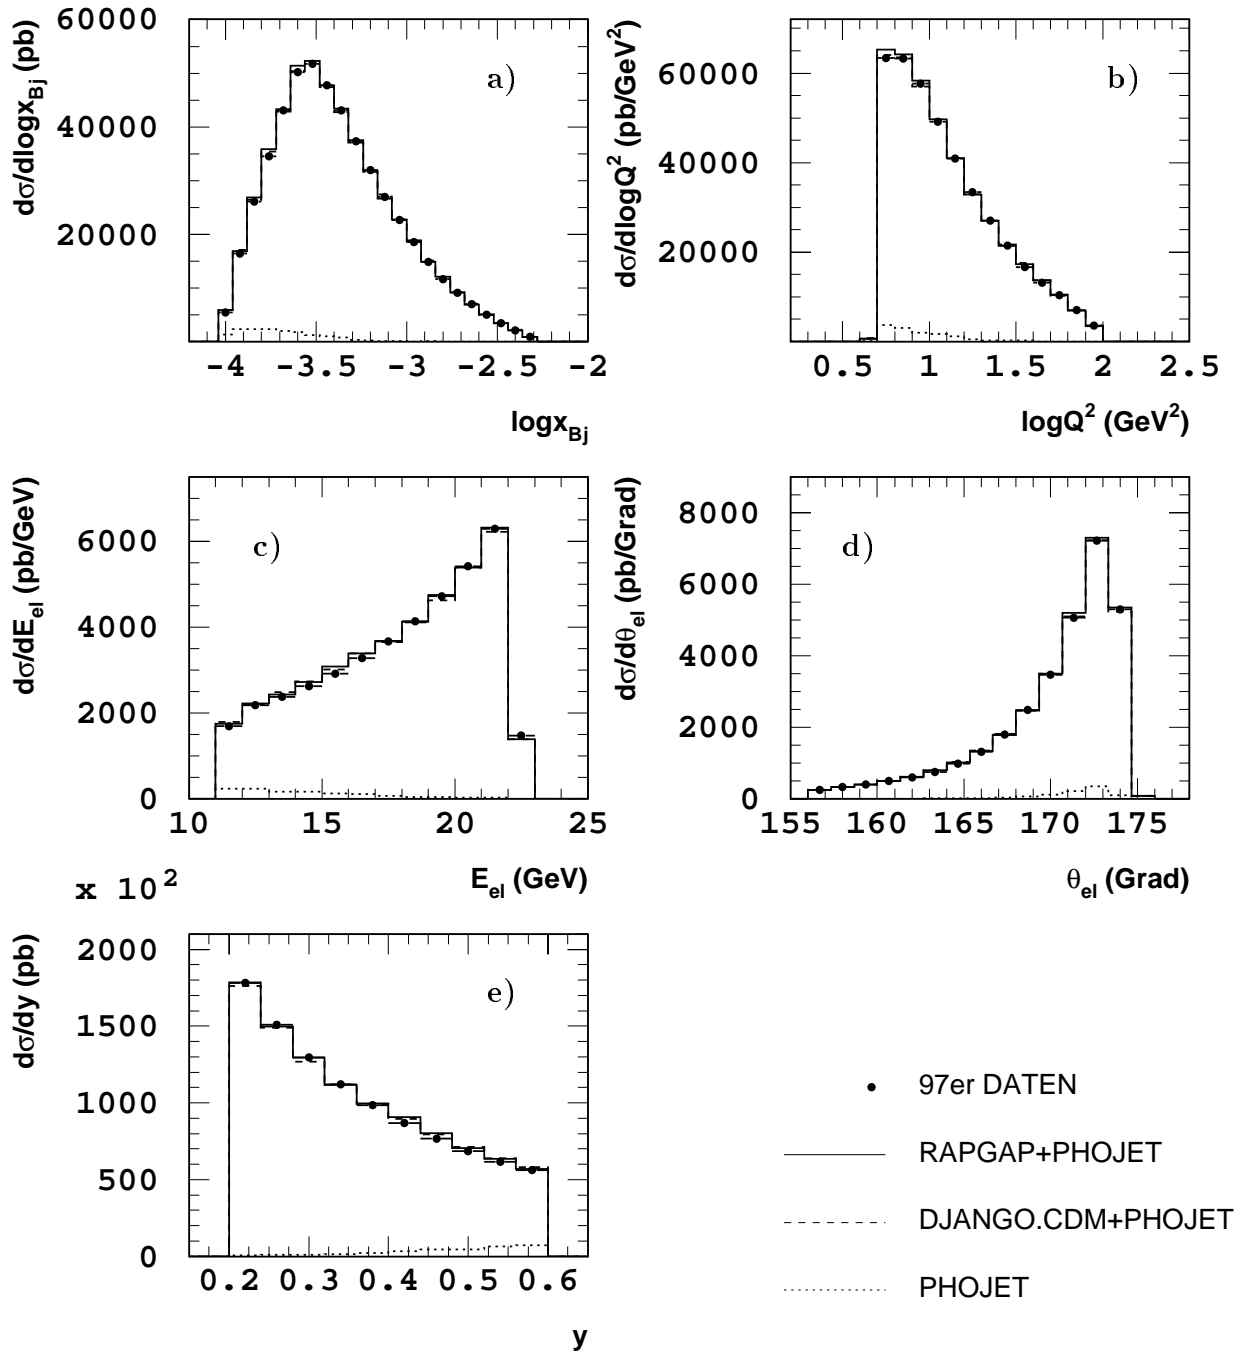 dσ/dlogx_Bj (pb)
60000
40000
20000
a)
-4 -3.5 -3 -2.5 -2
logx_Bj
dσ/dlogQ² (pb/GeV²)
60000
40000
20000
b)
0.5 1 1.5 2 2.5
logQ² (GeV²)
dσ/dE_el (pb/GeV)
6000
4000
2000
0
c)
10 15 20 25
E_el (GeV)
dσ/dθ_el (pb/Grad)
8000
6000
4000
2000
0
d)
155 160 165 170 175
θ_el (Grad)
x 10²
dσ/dy (pb)
2000
1500
1000
500
0
e)
0.2 0.3 0.4 0.5 0.6
y
97er DATEN
RAPGAP+PHOJET
DJANGO.CDM+PHOJET
PHOJET